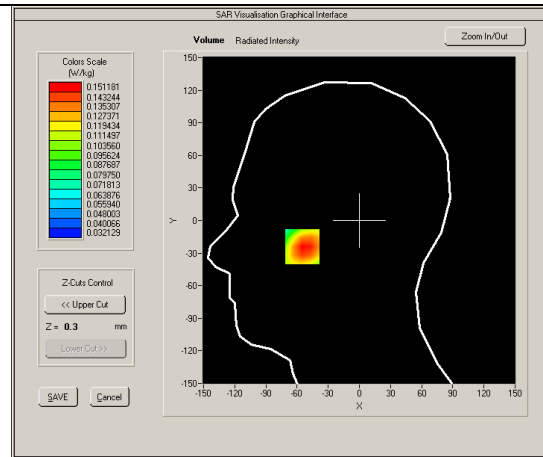 SAR Visualisation Graphical Interface
Volume Radiated Intensity
Zoom In/Out
Colors Scale
(W/kg)
0.151181
0.143244
0.135307
0.127371
0.119434
0.111497
0.103560
0.095624
0.087687
0.079750
0.071813
0.063876
0.055940
0.048003
0.040066
0.032129
Z-Cuts Control
<< Upper Cut
Z = 0.3 mm
Lower Cut >>
SAVE Cancel
Y
150
120
90
60
30
0
-30
-60
-90
-120
-150
-150 -120 -90 -60 -30 0 30 60 90 120 150
X